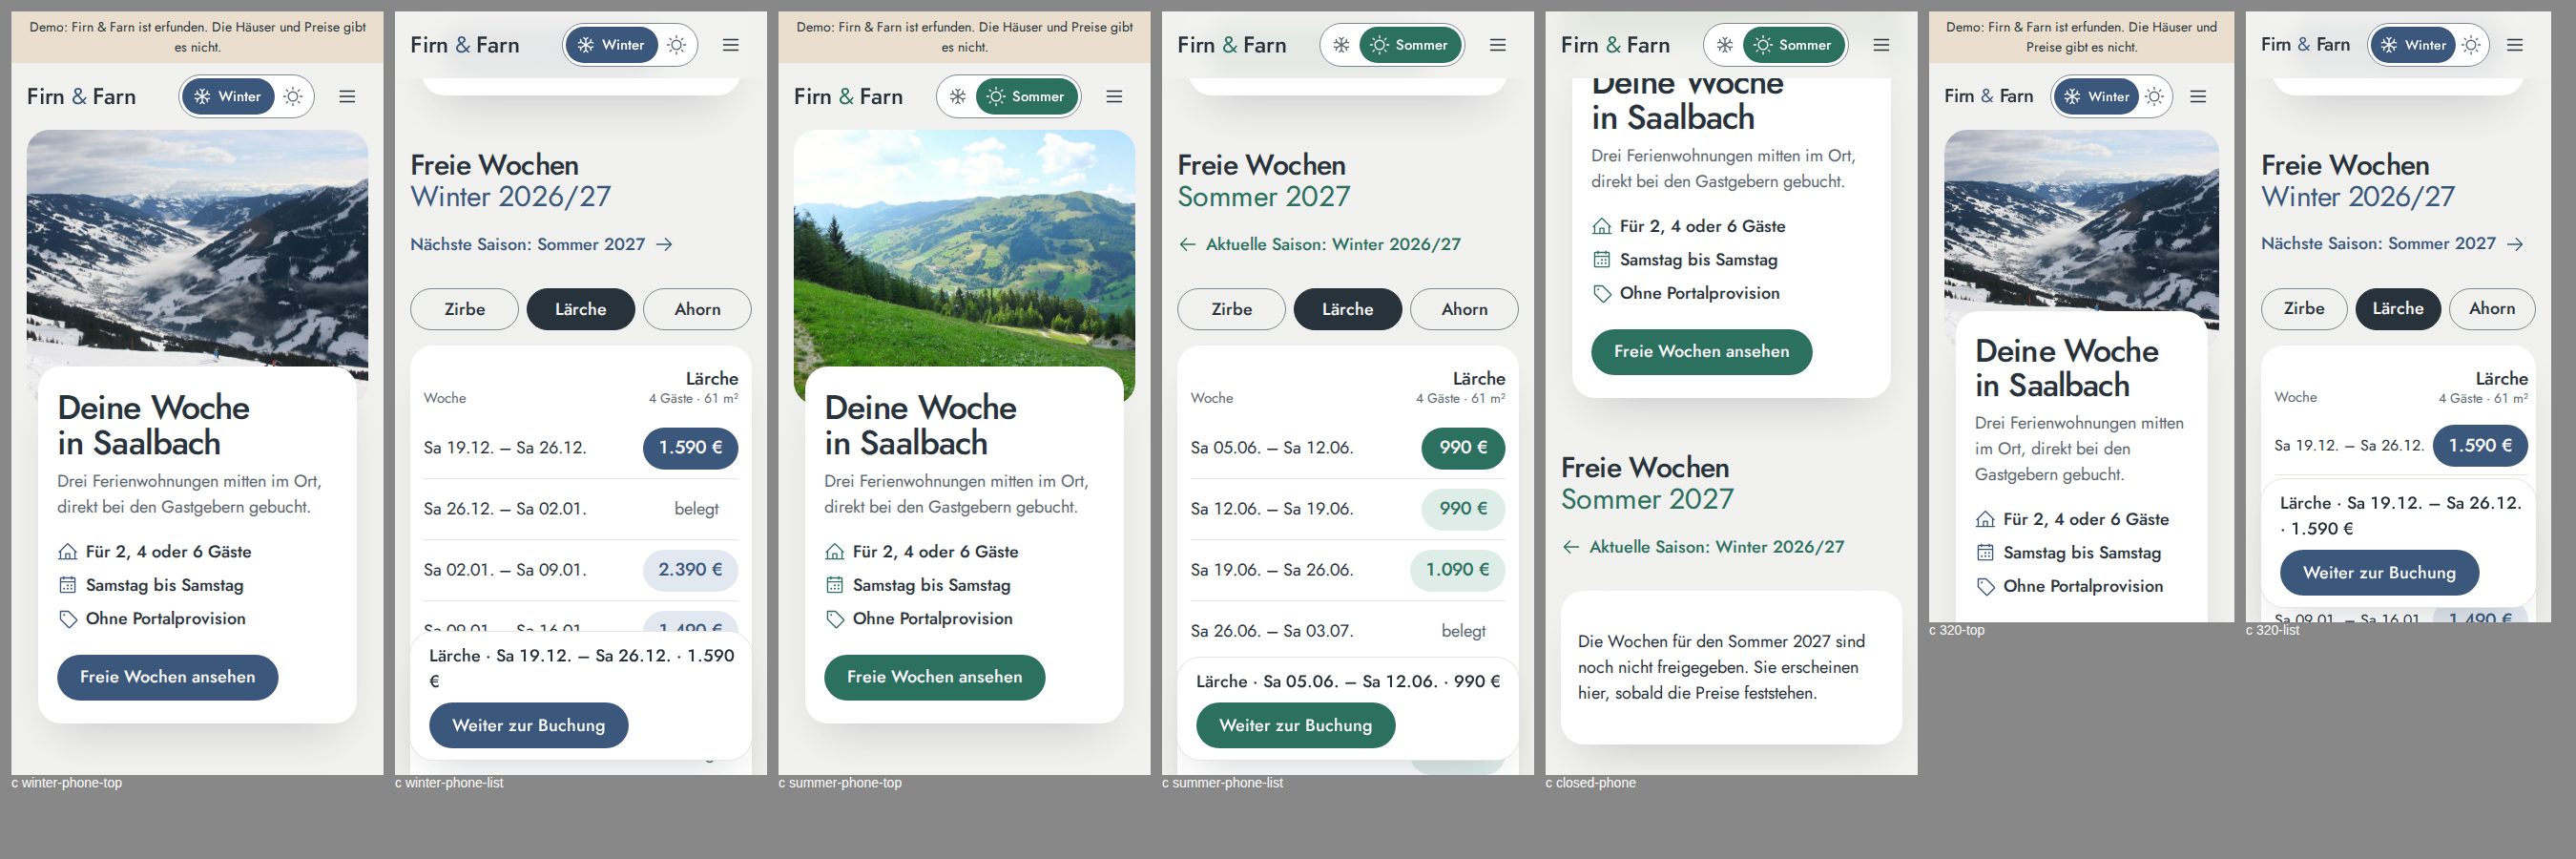 Demo: Firn & Farn ist erfunden. Die Häuser und Preise gibt
es nicht.
Firn & Farn
Winter
Deine Woche
in Saalbach
Drei Ferienwohnungen mitten im Ort,
direkt bei den Gastgebern gebucht.
Für 2, 4 oder 6 Gäste
Samstag bis Samstag
Ohne Portalprovision
Freie Wochen ansehen
c winter-phone-top
Firn & Farn
Winter
Freie Wochen
Winter 2026/27
Nächste Saison: Sommer 2027
Zirbe
Lärche
Ahorn
Lärche
Woche
4 Gäste · 61 m²
Sa 19.12. – Sa 26.12.
1.590 €
Sa 26.12. – Sa 02.01.
belegt
Sa 02.01. – Sa 09.01.
2.390 €
Sa 09.01. – Sa 16.01.
1.490 €
Lärche · Sa 19.12. – Sa 26.12. · 1.590
€
Weiter zur Buchung
c winter-phone-list
Demo: Firn & Farn ist erfunden. Die Häuser und Preise gibt
es nicht.
Firn & Farn
Sommer
Deine Woche
in Saalbach
Drei Ferienwohnungen mitten im Ort,
direkt bei den Gastgebern gebucht.
Für 2, 4 oder 6 Gäste
Samstag bis Samstag
Ohne Portalprovision
Freie Wochen ansehen
c summer-phone-top
Firn & Farn
Sommer
Freie Wochen
Sommer 2027
Aktuelle Saison: Winter 2026/27
Zirbe
Lärche
Ahorn
Lärche
Woche
4 Gäste · 61 m²
Sa 05.06. – Sa 12.06.
990 €
Sa 12.06. – Sa 19.06.
990 €
Sa 19.06. – Sa 26.06.
1.090 €
Sa 26.06. – Sa 03.07.
belegt
Lärche · Sa 05.06. – Sa 12.06. · 990 €
Weiter zur Buchung
c summer-phone-list
Firn & Farn
Sommer
Deine Woche
in Saalbach
Drei Ferienwohnungen mitten im Ort,
direkt bei den Gastgebern gebucht.
Für 2, 4 oder 6 Gäste
Samstag bis Samstag
Ohne Portalprovision
Freie Wochen ansehen
Freie Wochen
Sommer 2027
Aktuelle Saison: Winter 2026/27
Die Wochen für den Sommer 2027 sind
noch nicht freigegeben. Sie erscheinen
hier, sobald die Preise feststehen.
c closed-phone
Demo: Firn & Farn ist erfunden. Die Häuser und
Preise gibt es nicht.
Firn & Farn
Winter
Deine Woche
in Saalbach
Drei Ferienwohnungen mitten
im Ort, direkt bei den
Gastgebern gebucht.
Für 2, 4 oder 6 Gäste
Samstag bis Samstag
Ohne Portalprovision
c 320-top
Firn & Farn
Winter
Freie Wochen
Winter 2026/27
Nächste Saison: Sommer 2027
Zirbe
Lärche
Ahorn
Lärche
Woche
4 Gäste · 61 m²
Sa 19.12. – Sa 26.12.
1.590 €
Lärche · Sa 19.12. – Sa 26.12.
· 1.590 €
Weiter zur Buchung
Sa 09.01. – Sa 16.01.
1.490 €
c 320-list